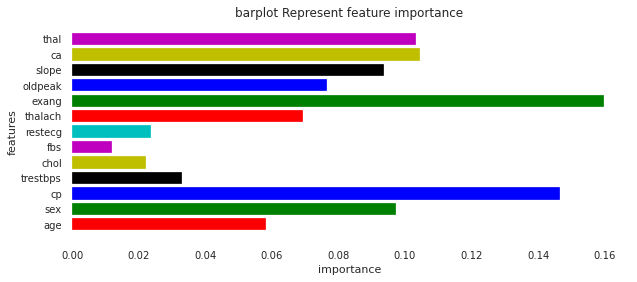 barplot Represent feature importance
thal
ca
slope
oldpeak
exang
thalach
restecg
fbs
chol
trestbps
cp
sex
age
features
0.00 0.02 0.04 0.06 0.08 0.10 0.12 0.14 0.16
importance